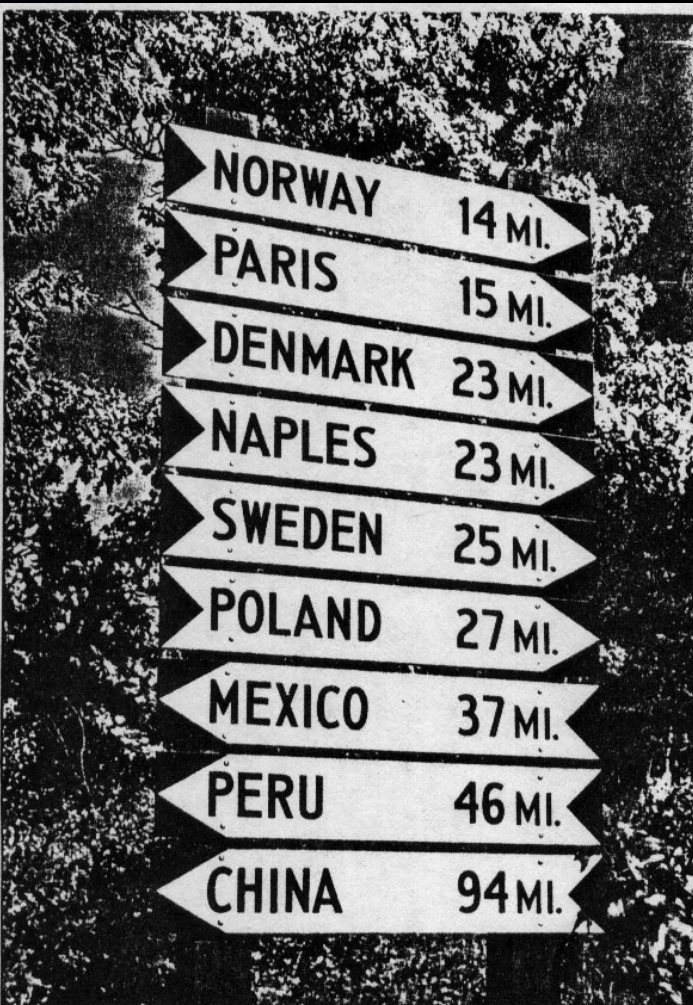 NORWAY 14 MI.
PARIS 15 MI.
DENMARK 23 MI.
NAPLES 23 MI.
SWEDEN 25 MI.
POLAND 27 MI.
MEXICO 37 MI.
PERU 46 MI.
CHINA 94 MI.